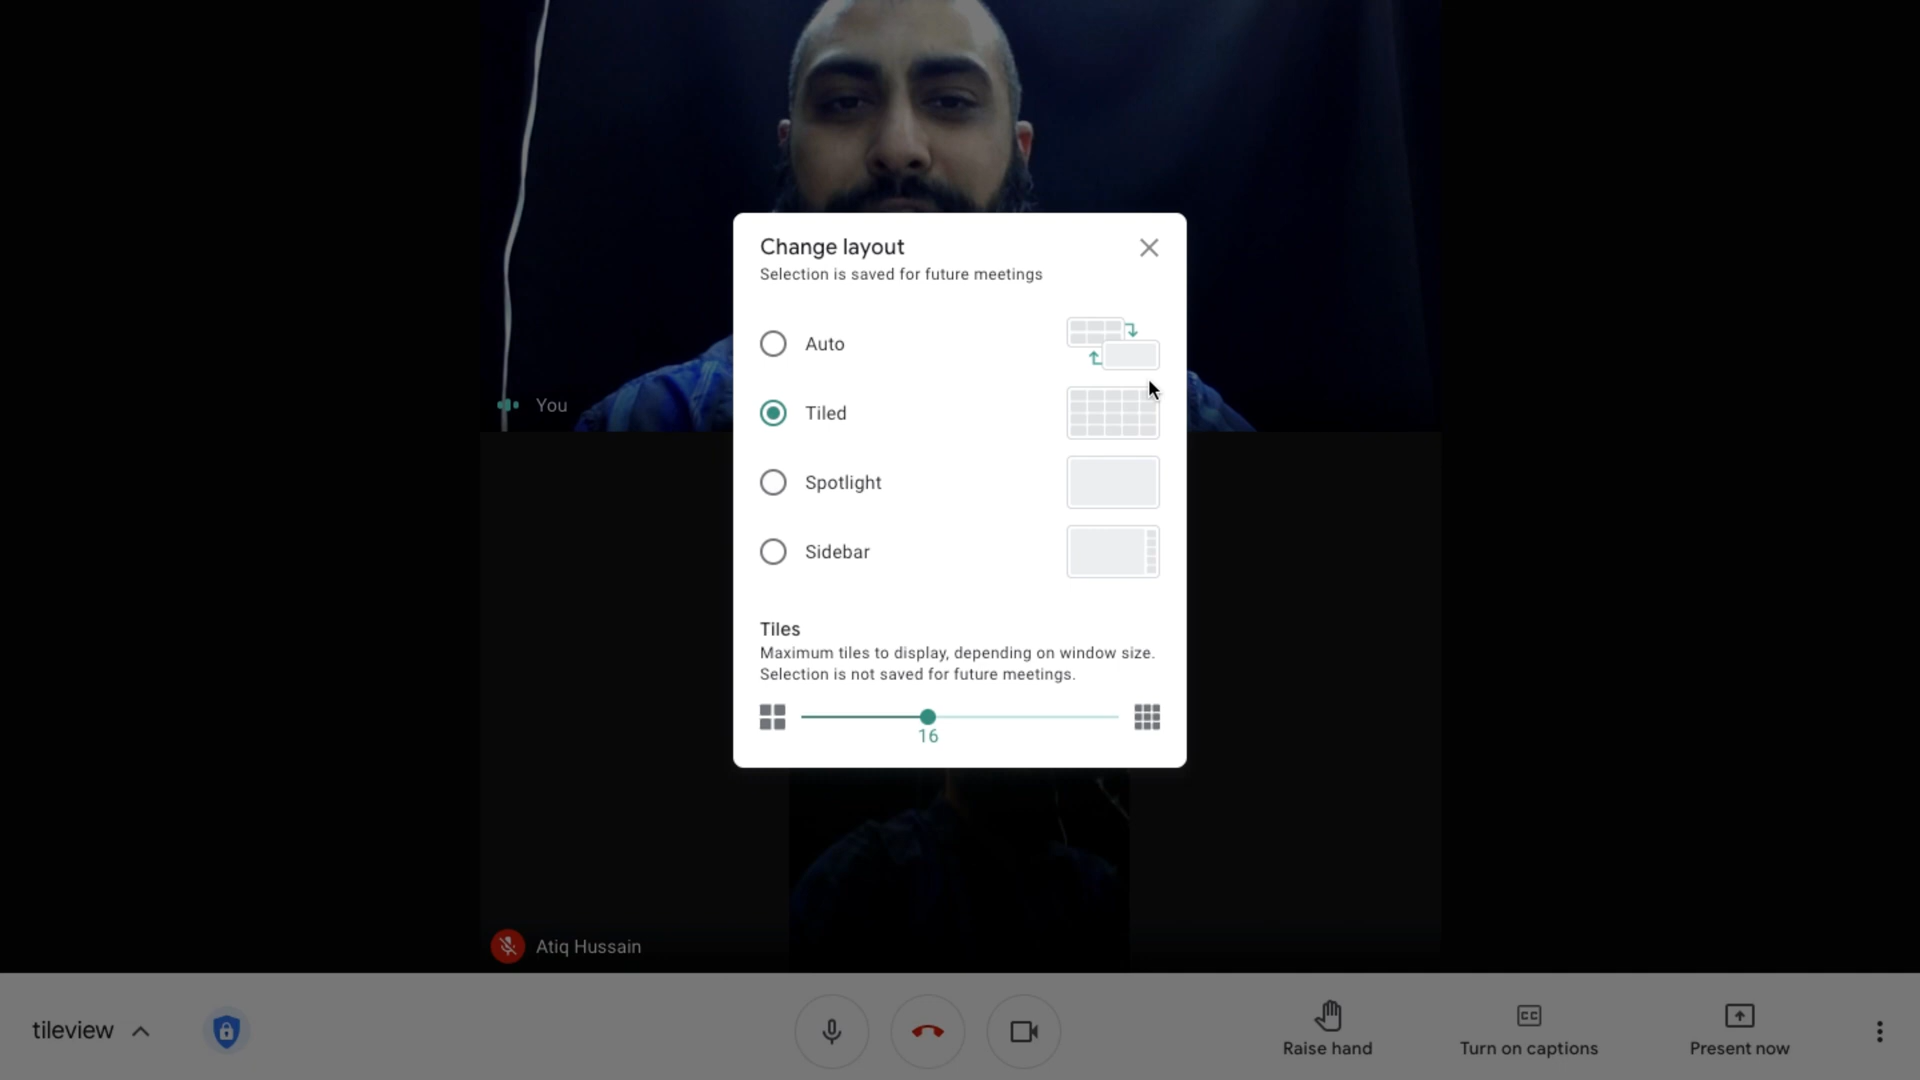 Change layout
Selection is saved for future meetings
Auto
Tiled
You
Spotlight
Sidebar
Tiles
Maximum tiles to display, depending on window size.
Selection is not saved for future meetings.
16
Atiq Hussain
tileview
Raise hand
CC
Turn on captions
Present now